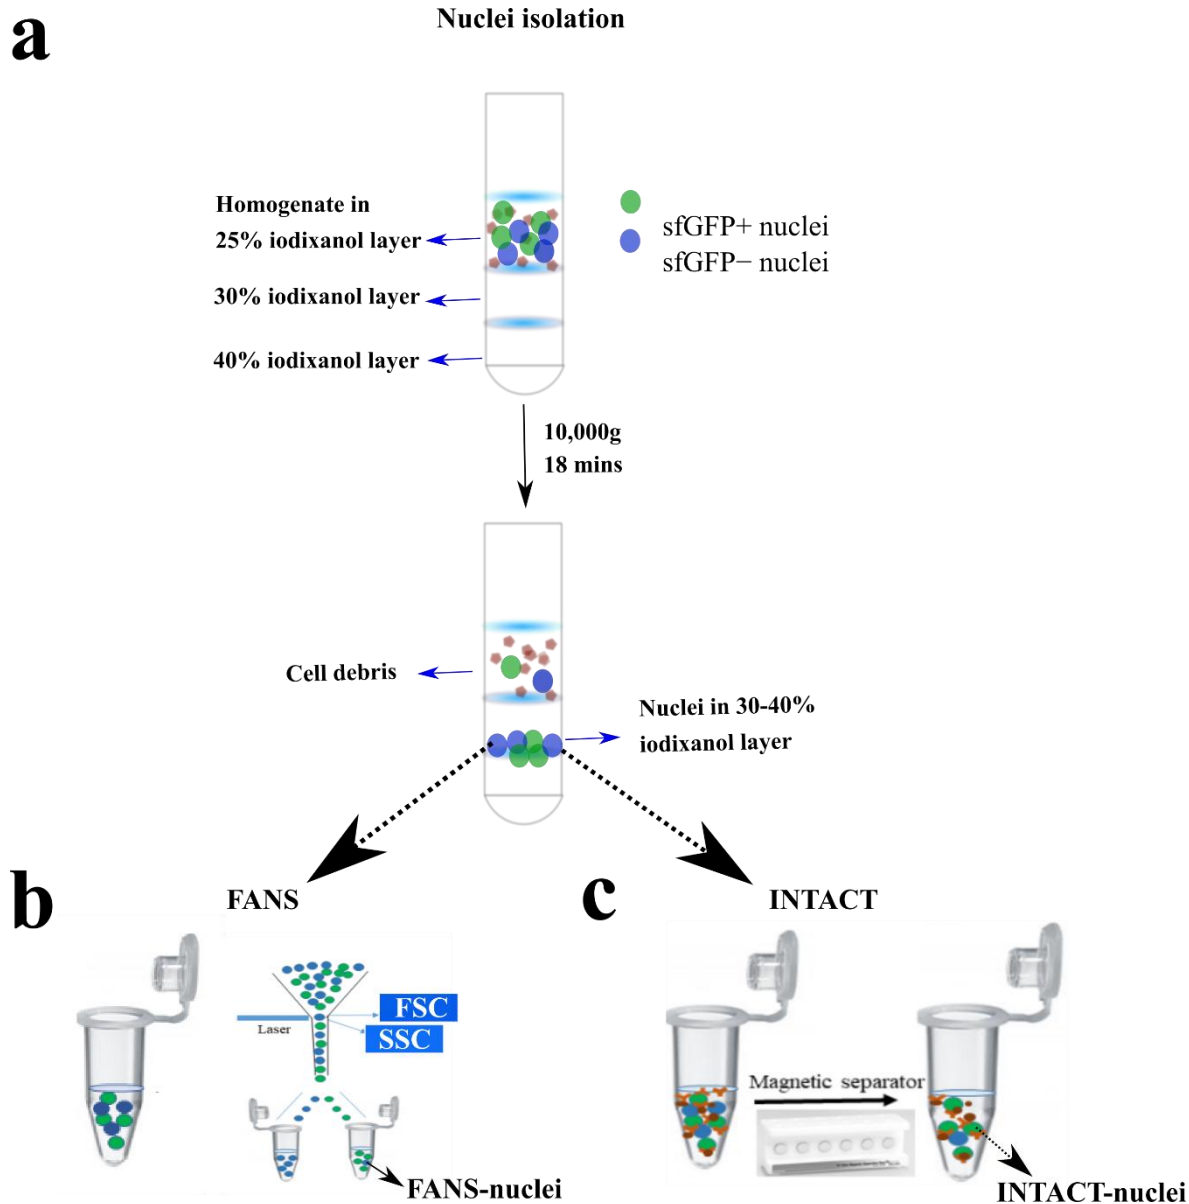 a
Nuclei isolation
Homogenate in
25% iodixanol layer
30% iodixanol layer
40% iodixanol layer
sfGFP+ nuclei
sfGFP− nuclei
10,000g
18 mins
Cell debris
Nuclei in 30-40%
iodixanol layer
b
FANS
FSC
SSC
Laser
FANS-nuclei
c
INTACT
Magnetic separator
INTACT-nuclei